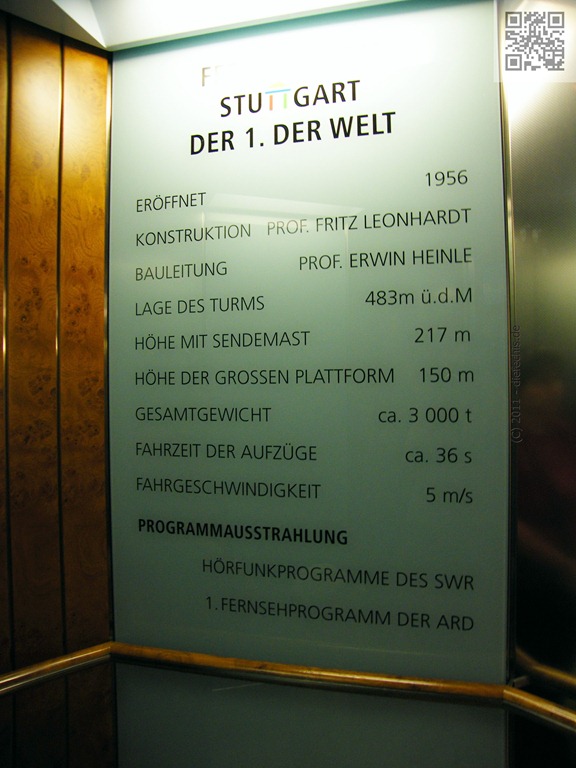 STUTTGART
DER 1. DER WELT
ERÖFFNET 1956
KONSTRUKTION PROF. FRITZ LEONHARDT
BAULEITUNG PROF. ERWIN HEINLE
LAGE DES TURMS 483m ü.d.M
HÖHE MIT SENDEMAST 217 m
HÖHE DER GROSSEN PLATTFORM 150 m
GESAMTGEWICHT ca. 3 000 t
FAHRZEIT DER AUFZÜGE ca. 36 s
FAHRGESCHWINDIGKEIT 5 m/s
PROGRAMMAUSSTRAHLUNG
HÖRFUNKPROGRAMME DES SWR
1. FERNSEHPROGRAMM DER ARD